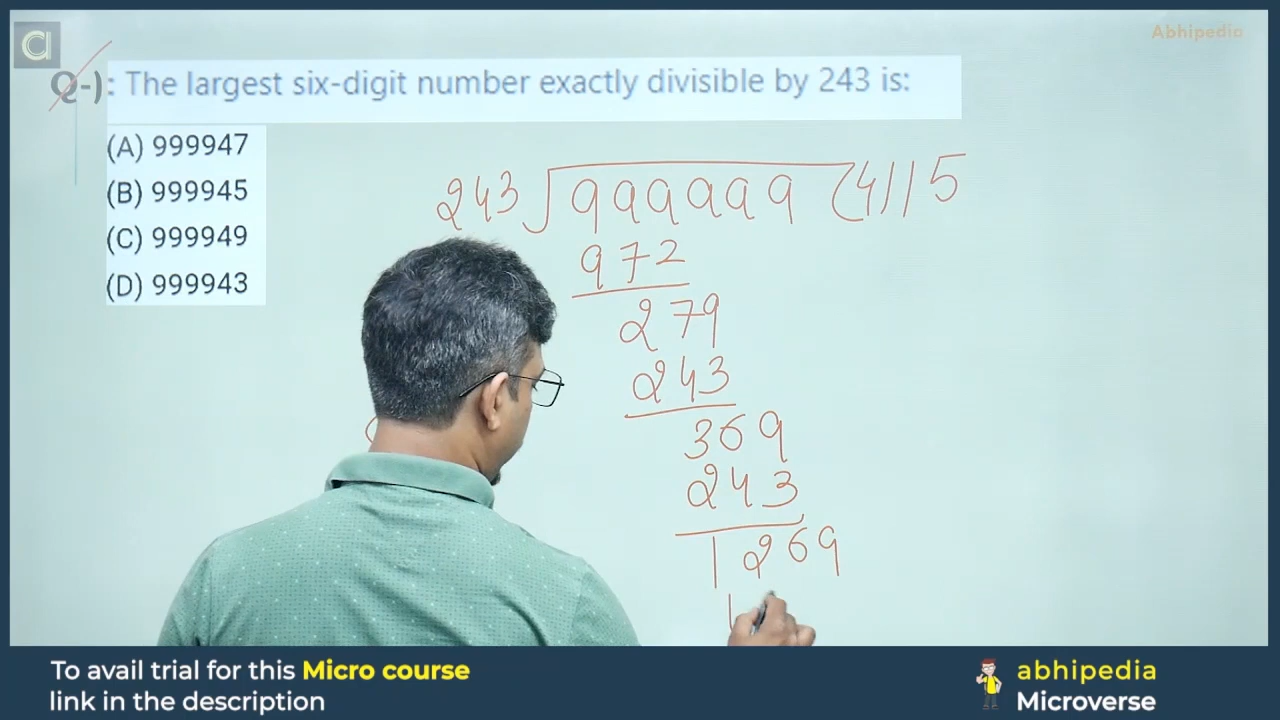 a
Abhipedia
Q-) : The largest six-digit number exactly divisible by 243 is:
(A) 999947
(B) 999945
(C) 999949
(D) 999943
243 999999 (4115
972
279
243
369
243
1269
1
To avail trial for this Micro course
link in the description
abhipedia
Microverse